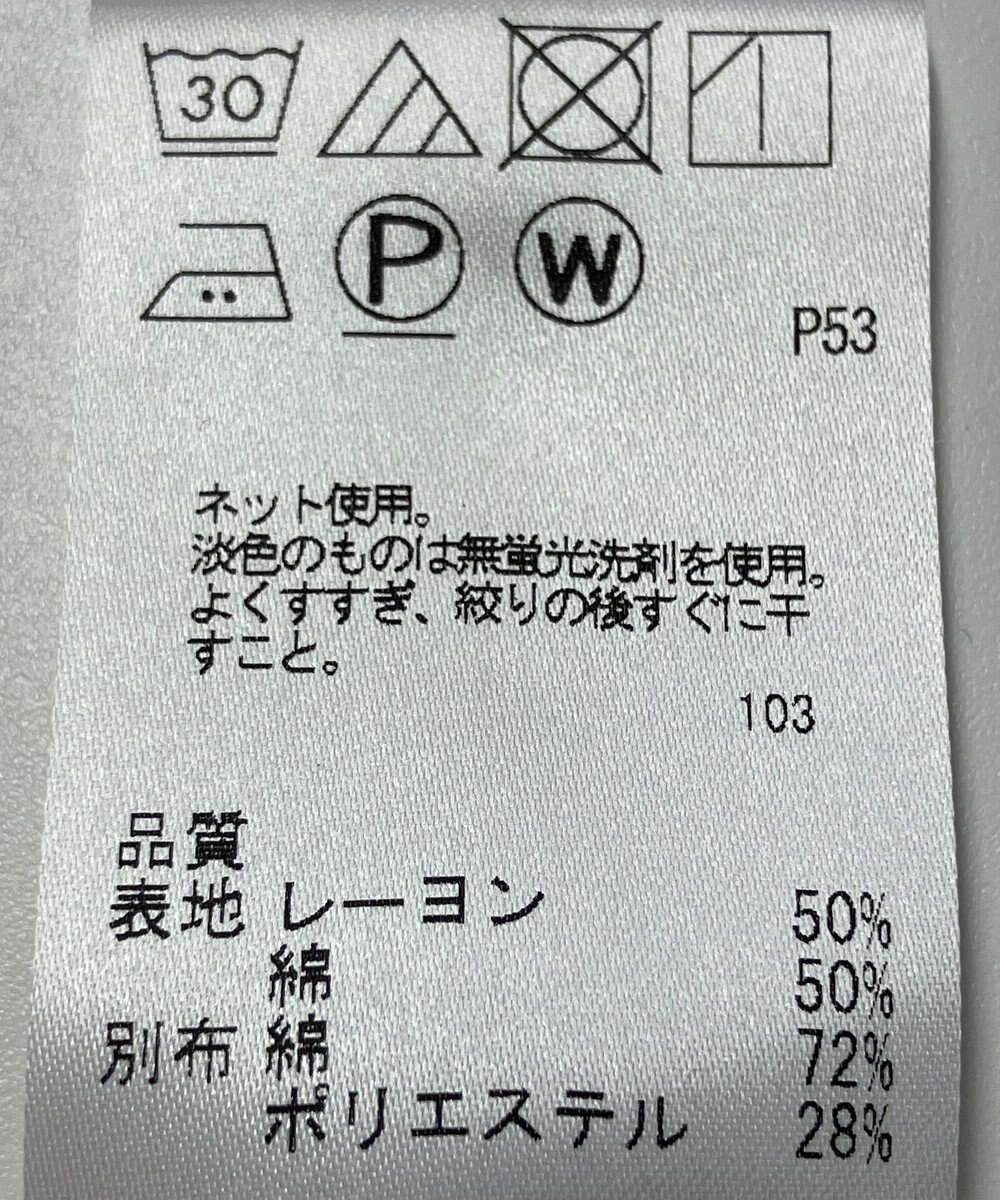 30
P W
P53
ネット使用。
淡色のものは無蛍光洗剤を使用。
よくすすぎ、絞りの後すぐに干
すこと。
103
品質
表地 レーヨン 50%
綿 50%
別布 綿 72%
ポリエステル 28%